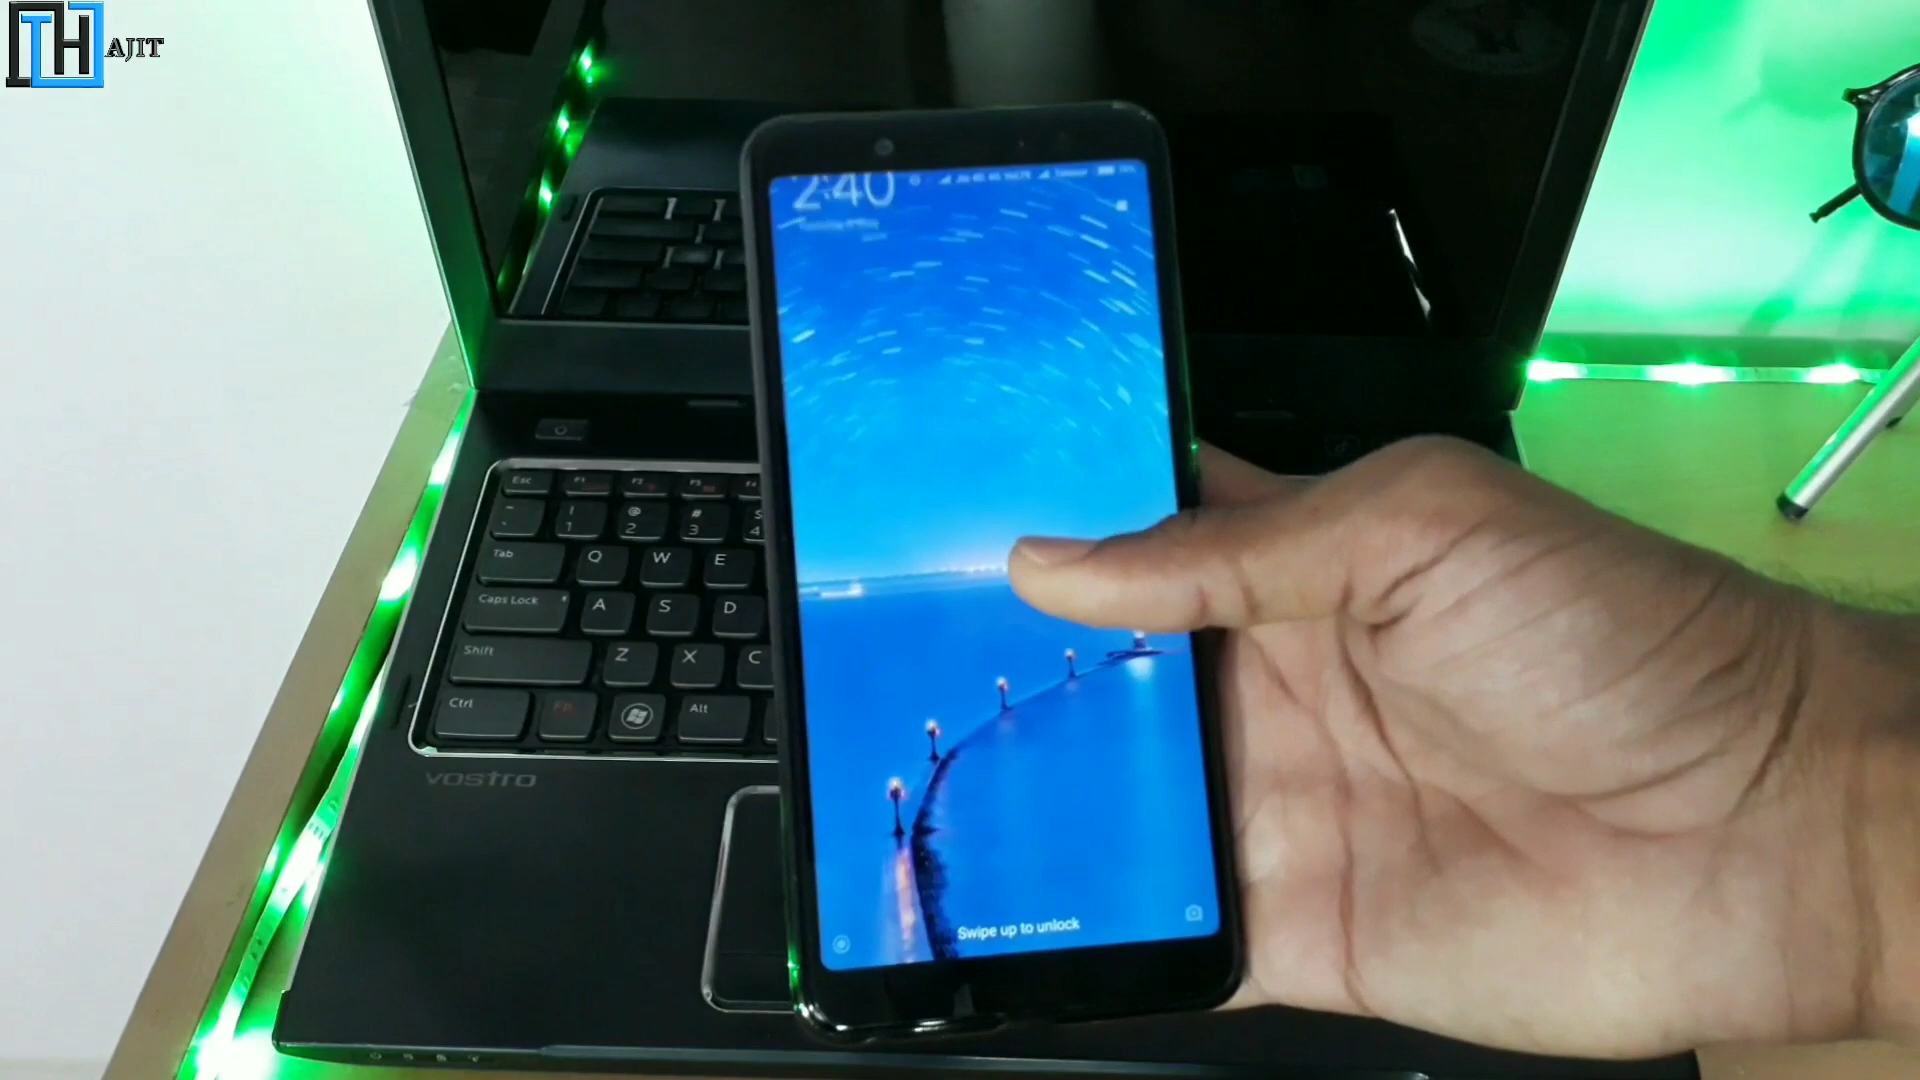 TH AJIT
2:40
Swipe up to unlock
Esc F1 F2 F3 F4
~ ! @ # $
` 1 2 3 4
Tab Q W E
Caps Lock A S D
Shift Z X C
Ctrl Fn Alt
vostro